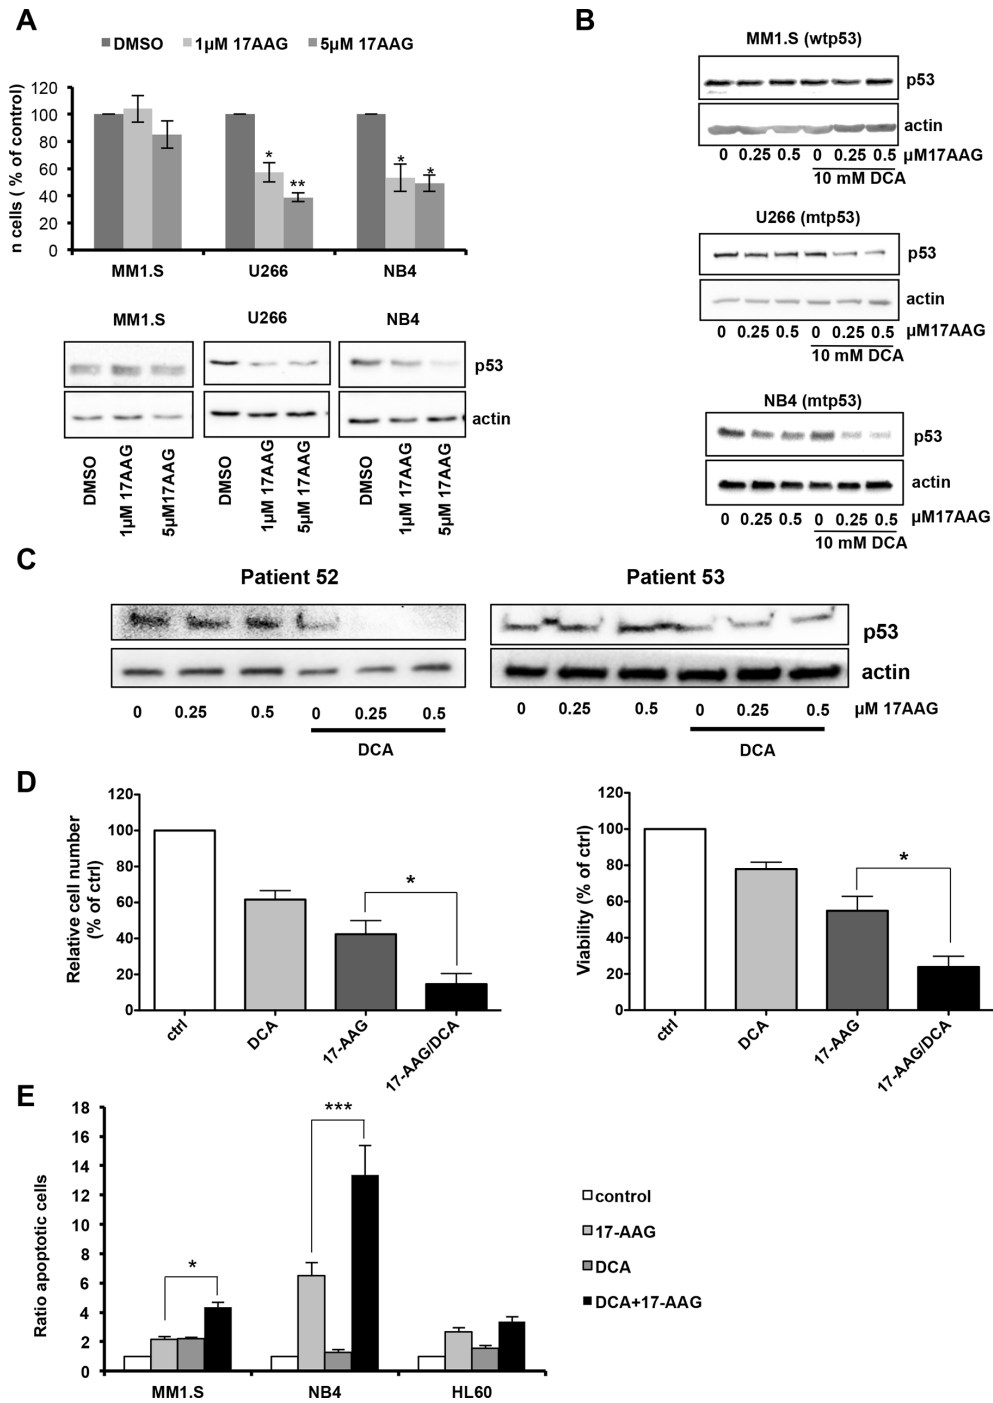 A
DMSO 1µM 17AAG 5µM 17AAG
n cells ( % of control)
120
100
80
60
40
20
0
* ** * *
MM1.S U266 NB4
MM1.S U266 NB4
p53
actin
DMSO 1µM 17AAG 5µM17AAG DMSO 1µM 17AAG 5µM 17AAG DMSO 1µM 17AAG 5µM 17AAG
B
MM1.S (wtp53)
p53
actin
0 0.25 0.5 0 0.25 0.5 µM17AAG
10 mM DCA
U266 (mtp53)
p53
actin
0 0.25 0.5 0 0.25 0.5 µM17AAG
10 mM DCA
NB4 (mtp53)
p53
actin
0 0.25 0.5 0 0.25 0.5 µM17AAG
10 mM DCA
C
Patient 52 Patient 53
p53
actin
0 0.25 0.5 0 0.25 0.5 0 0.25 0.5 0 0.25 0.5 µM 17AAG
DCA DCA
D
Relative cell number
(% of ctrl)
120
100
80
60
40
20
0
*
ctrl DCA 17-AAG 17-AAG/DCA
Viability (% of ctrl)
120
100
80
60
40
20
0
*
ctrl DCA 17-AAG 17-AAG/DCA
E
Ratio apoptotic cells
18
16
14
12
10
8
6
4
2
0
* ***
MM1.S NB4 HL60
control
17-AAG
DCA
DCA+17-AAG